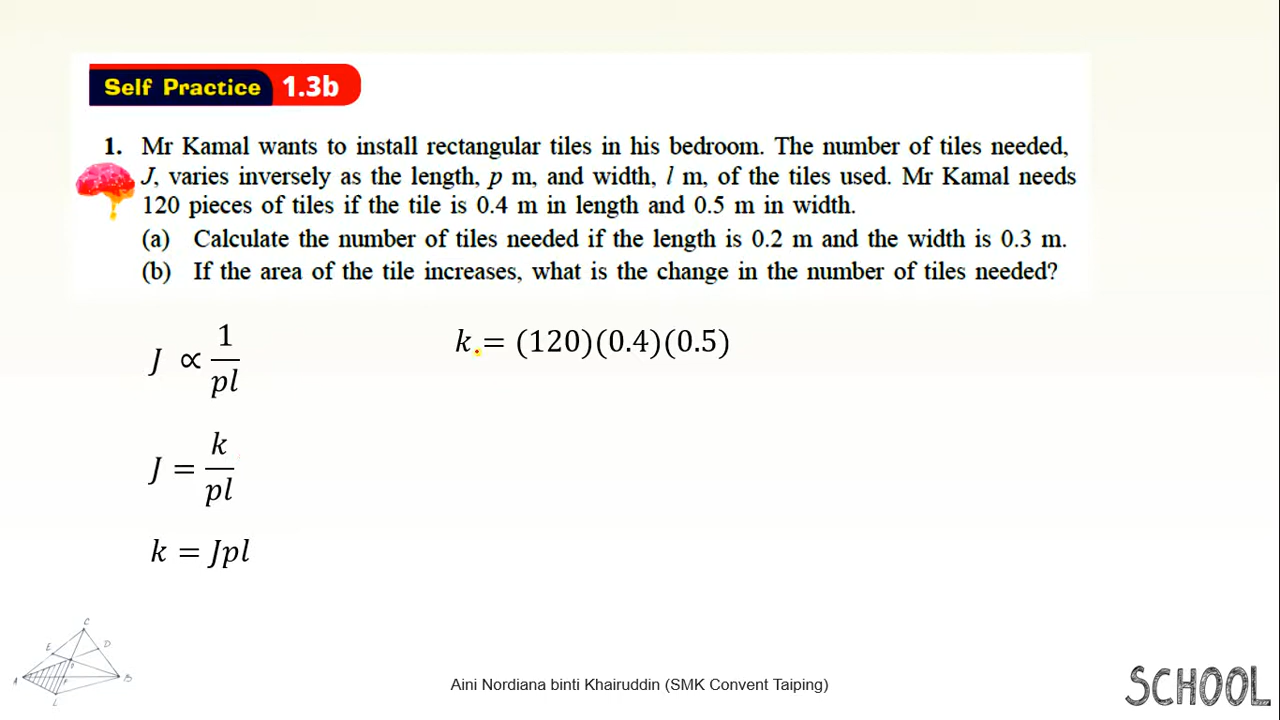 Self Practice 1.3b
1. Mr Kamal wants to install rectangular tiles in his bedroom. The number of tiles needed,
J, varies inversely as the length, p m, and width, l m, of the tiles used. Mr Kamal needs
120 pieces of tiles if the tile is 0.4 m in length and 0.5 m in width.
(a) Calculate the number of tiles needed if the length is 0.2 m and the width is 0.3 m.
(b) If the area of the tile increases, what is the change in the number of tiles needed?
J ∝ 1/pl
J = k/pl
k = Jpl
k = (120)(0.4)(0.5)
C
E
D
A
B
L
Aini Nordiana binti Khairuddin (SMK Convent Taiping)
SCHOOL